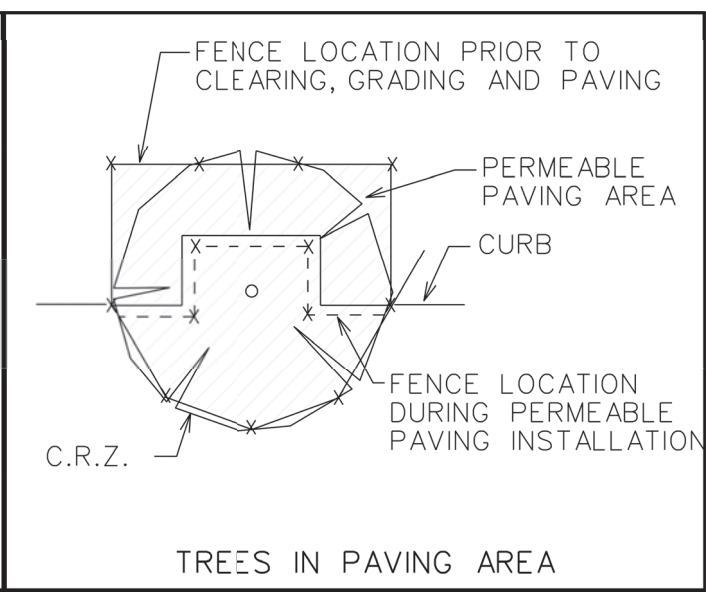 FENCE LOCATION PRIOR TO
CLEARING, GRADING AND PAVING
PERMEABLE
PAVING AREA
CURB
FENCE LOCATION
DURING PERMEABLE
PAVING INSTALLATION
C.R.Z.
TREES IN PAVING AREA